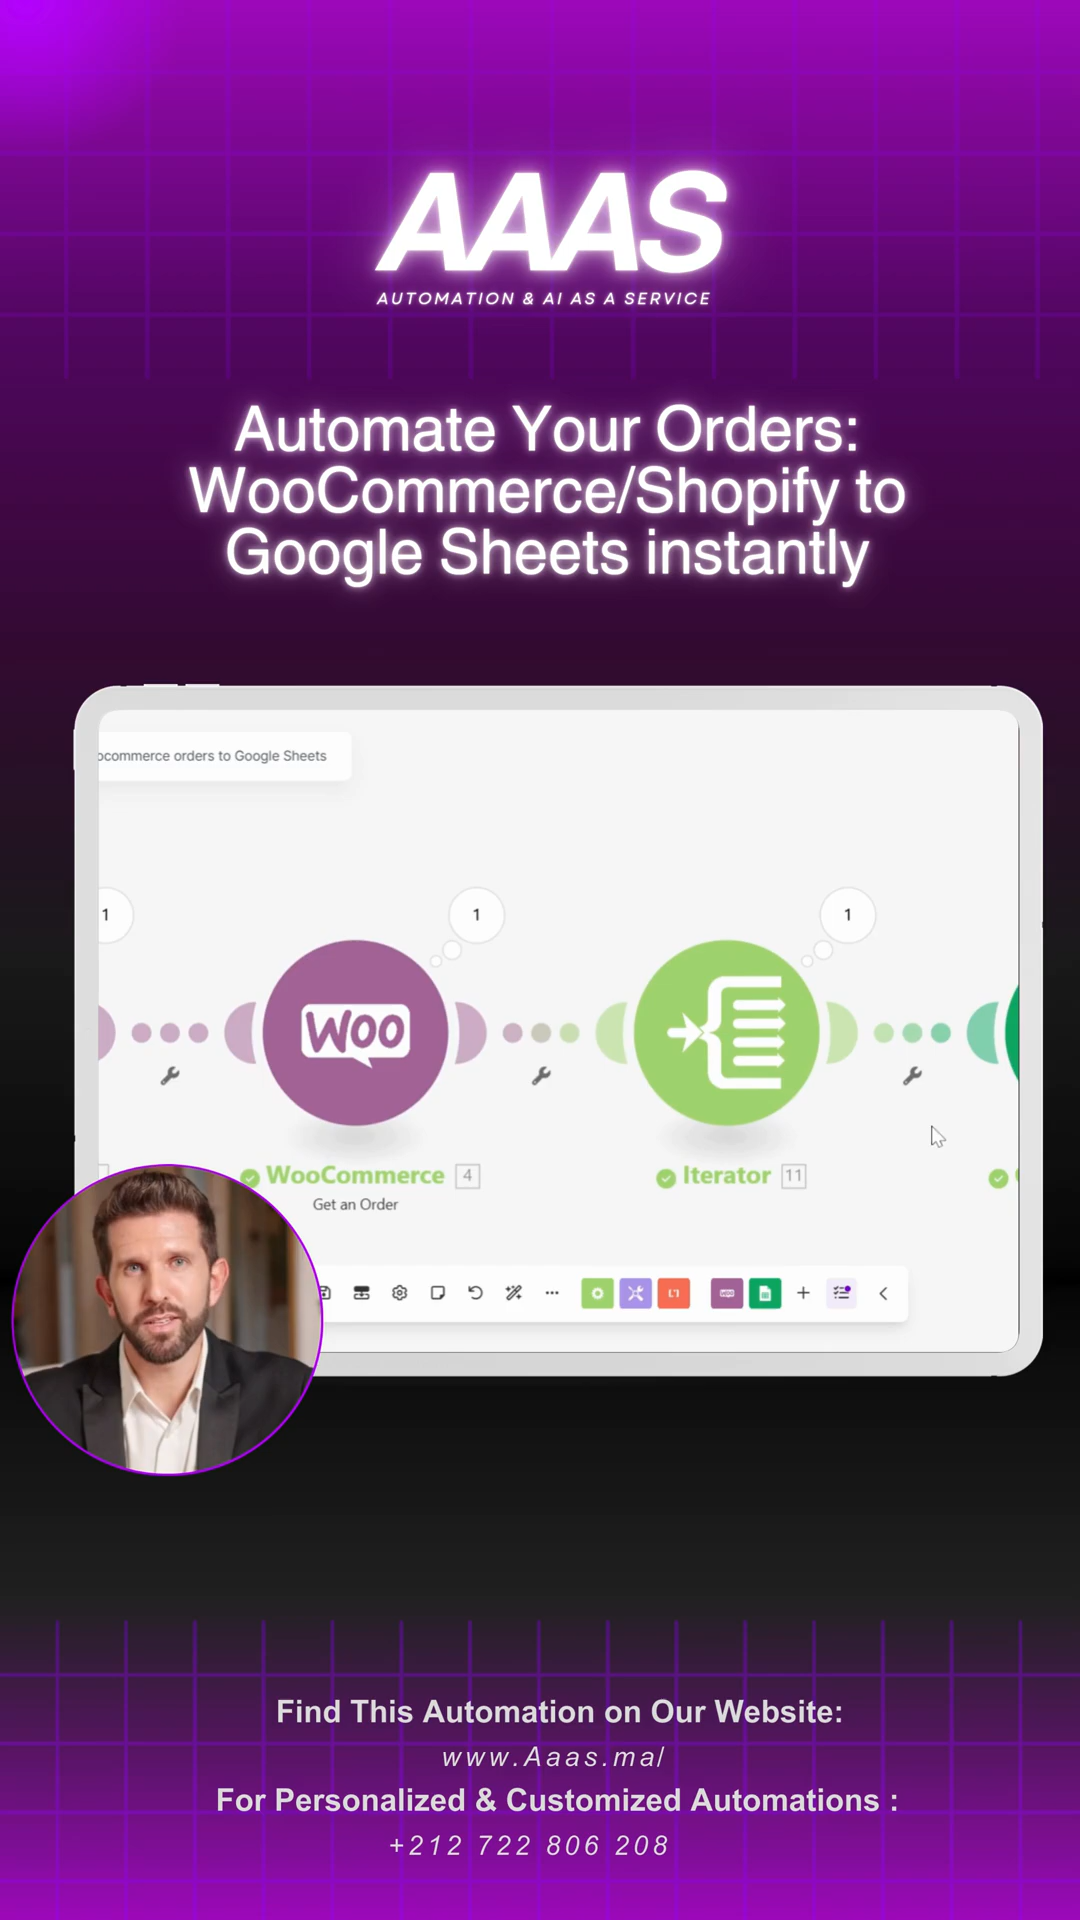 AAAS
AUTOMATION & AI AS A SERVICE
Automate Your Orders:
WooCommerce/Shopify to
Google Sheets instantly
ocommerce orders to Google Sheets
1
1
1
Woo
WooCommerce 4
Get an Order
Iterator 11
Woo
Find This Automation on Our Website:
www.Aaas.ma/
For Personalized & Customized Automations :
+212 722 806 208